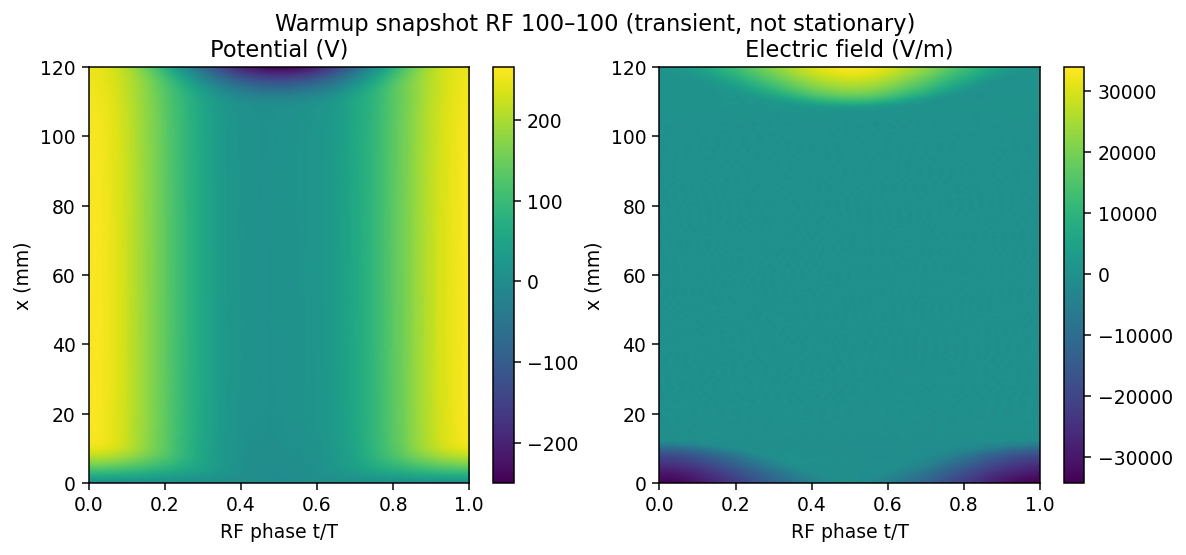 Warmup snapshot RF 100–100 (transient, not stationary)
Potential (V)
120
100
80
60
40
20
0
x (mm)
0.0 0.2 0.4 0.6 0.8 1.0
RF phase t/T
200
100
0
−100
−200
Electric field (V/m)
120
100
80
60
40
20
0
x (mm)
0.0 0.2 0.4 0.6 0.8 1.0
RF phase t/T
30000
20000
10000
0
−10000
−20000
−30000